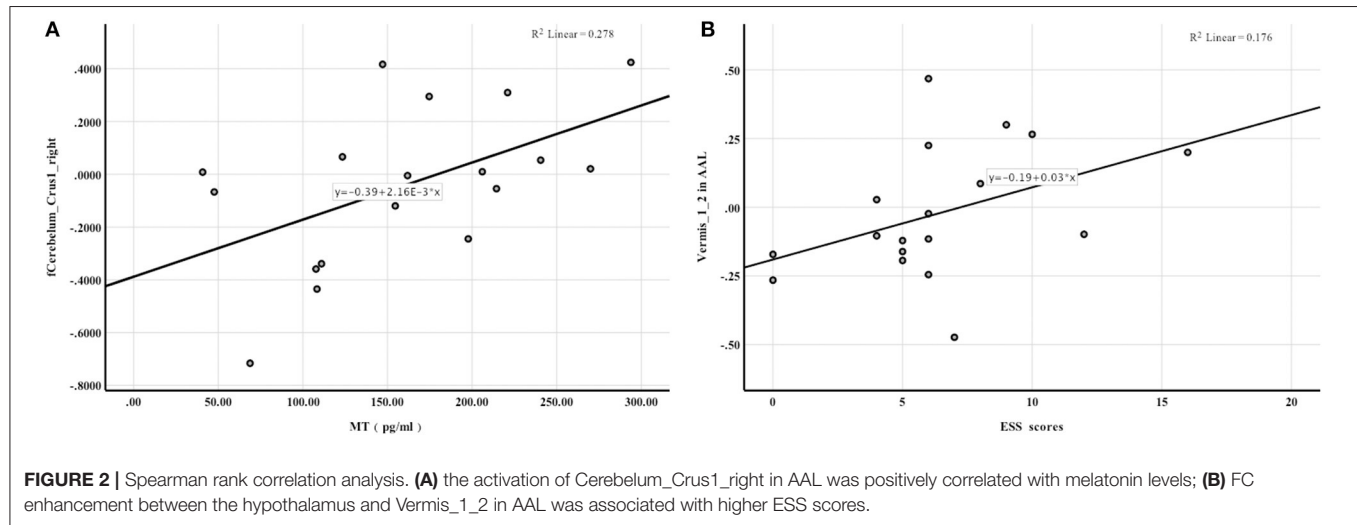 A
R² Linear=0.278
.4000
.2000
.0000
-.2000
-.4000
-.6000
-.8000
fCerebelum_Crus1_right
y=-0.39+2.16E-3*x
.00 50.00 100.00 150.00 200.00 250.00 300.00
MT ( pg/ml )
B
R² Linear=0.176
.50
.25
.00
-.25
-.50
Vermis_1_2 in AAL
y=-0.19+0.03*x
0 5 10 15 20
ESS scores
FIGURE 2 | Spearman rank correlation analysis. (A) the activation of Cerebelum_Crus1_right in AAL was positively correlated with melatonin levels; (B) FC
enhancement between the hypothalamus and Vermis_1_2 in AAL was associated with higher ESS scores.